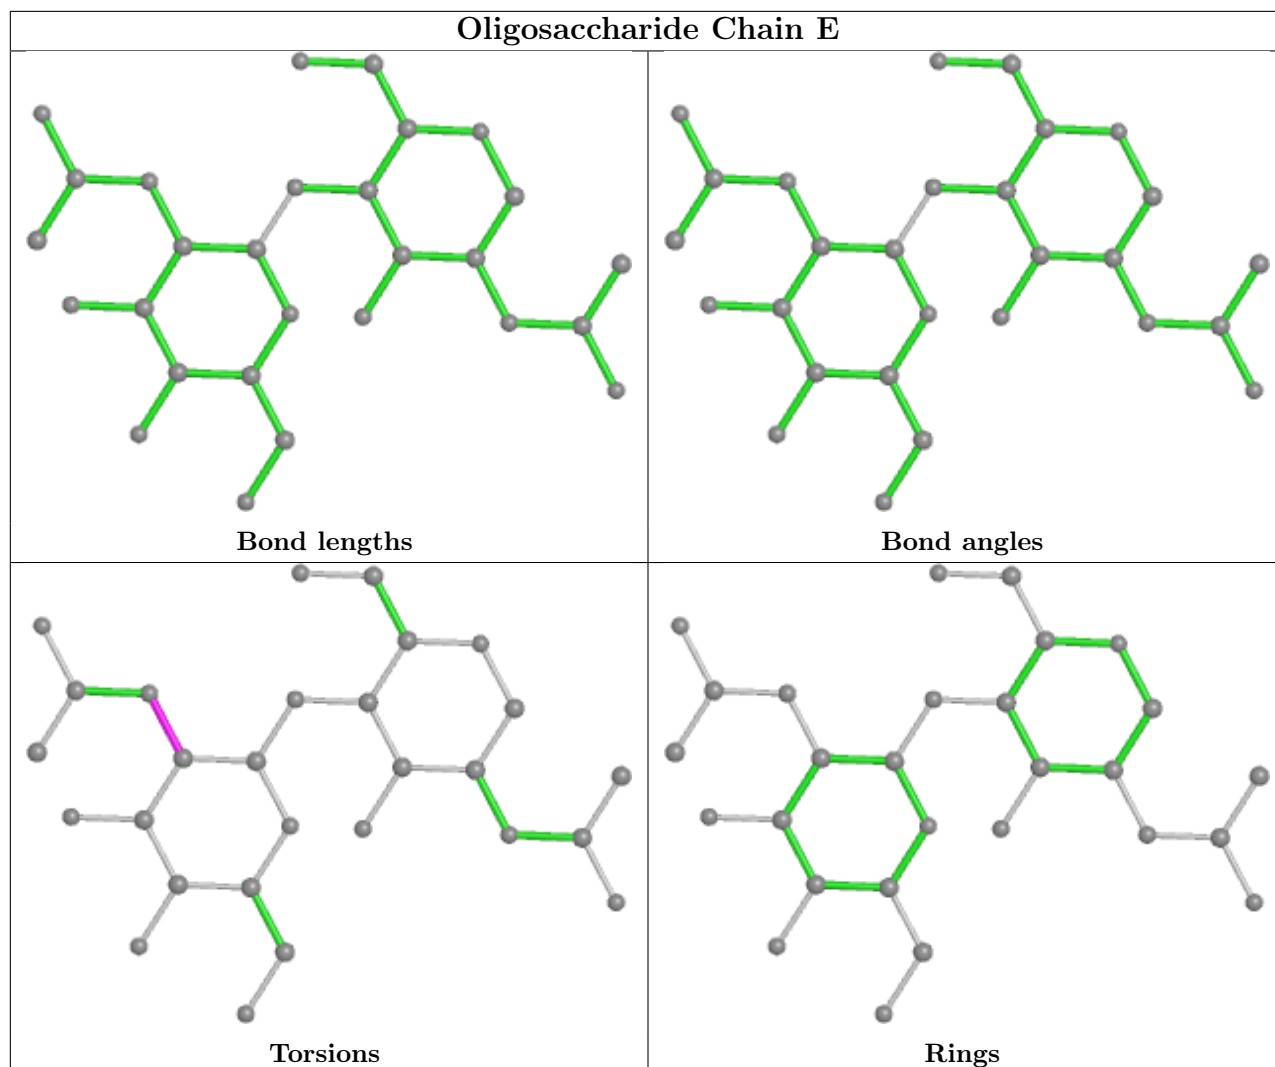 Oligosaccharide Chain E
Bond lengths
Bond angles
Torsions
Rings